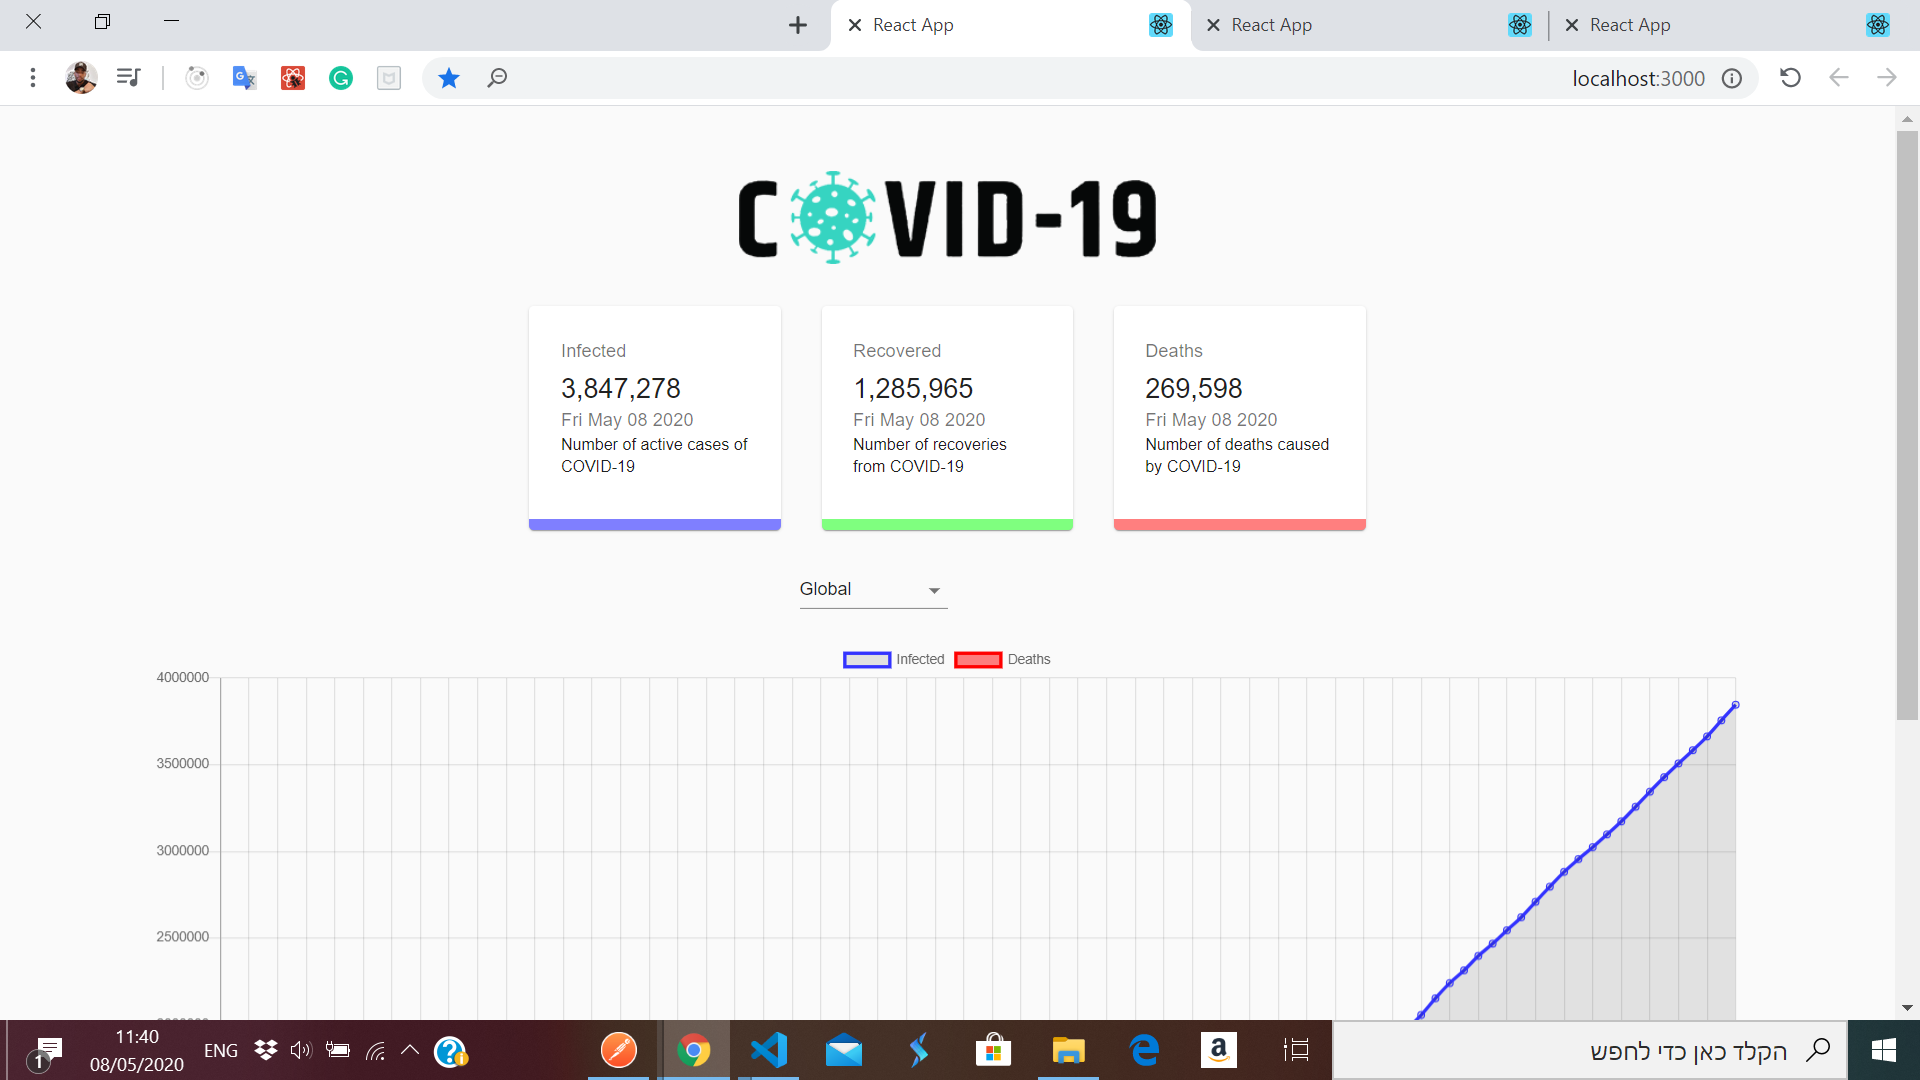 React App
React App
React App
localhost:3000
COVID-19
Infected
3,847,278
Fri May 08 2020
Number of active cases of
COVID-19
Recovered
1,285,965
Fri May 08 2020
Number of recoveries
from COVID-19
Deaths
269,598
Fri May 08 2020
Number of deaths caused
by COVID-19
Global
Infected
Deaths
4000000
3500000
3000000
2500000
1
11:40
08/05/2020
ENG
הקלד כאן כדי לחפש